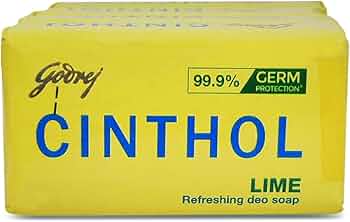 Godrej
CINTHOL
99.9% GERM
PROTECTION*
LIME
Refreshing deo soap